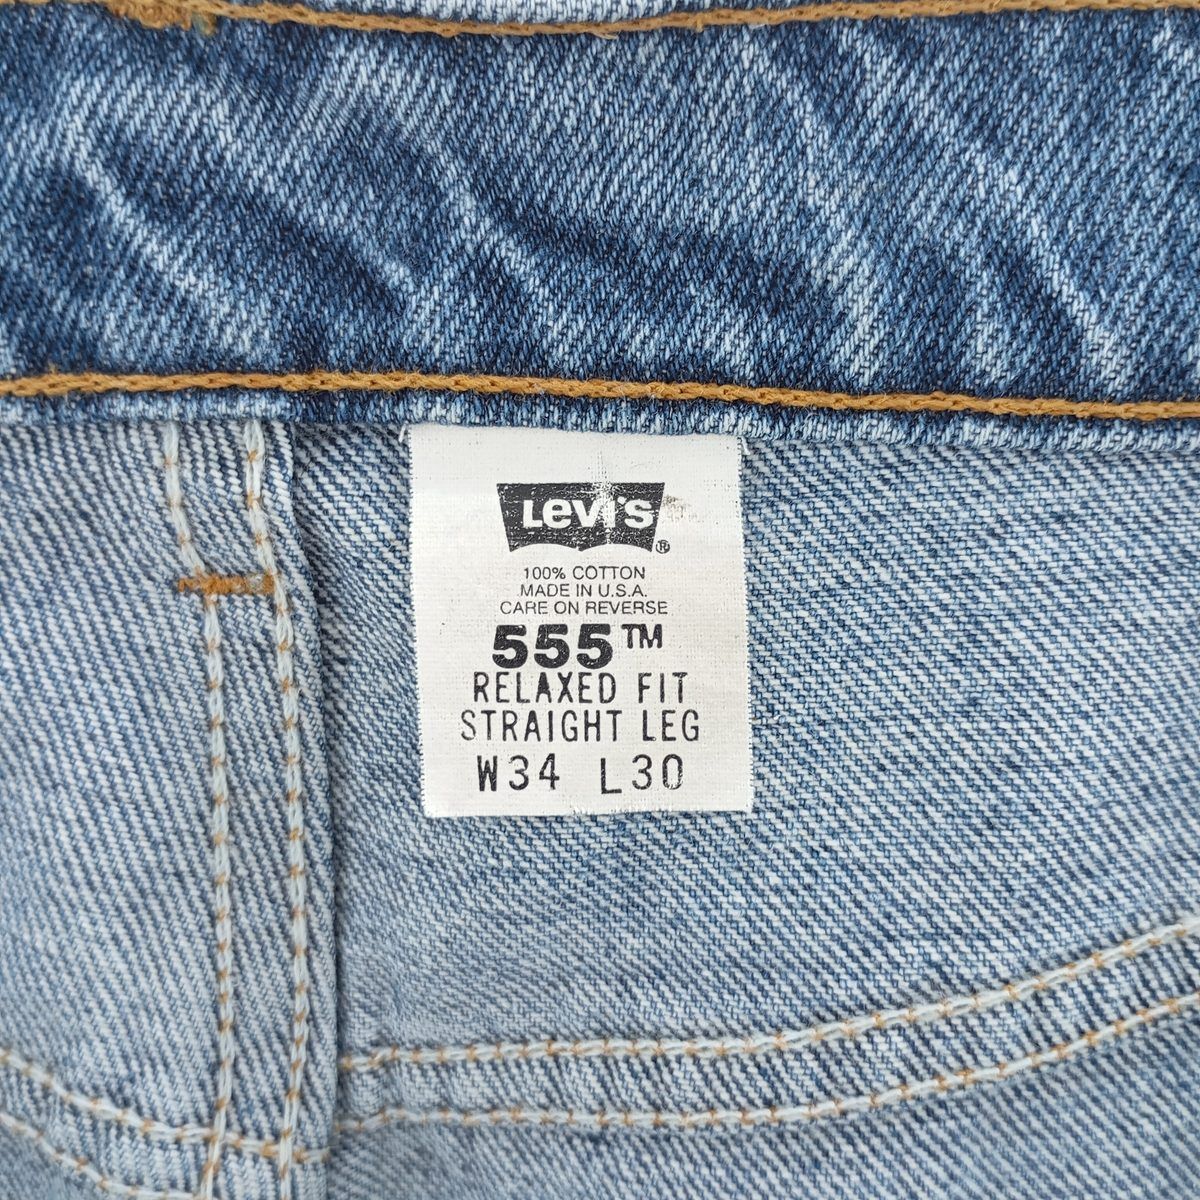 Levi's ®
100% COTTON
MADE IN U.S.A.
CARE ON REVERSE
555™
RELAXED FIT
STRAIGHT LEG
W34 L30